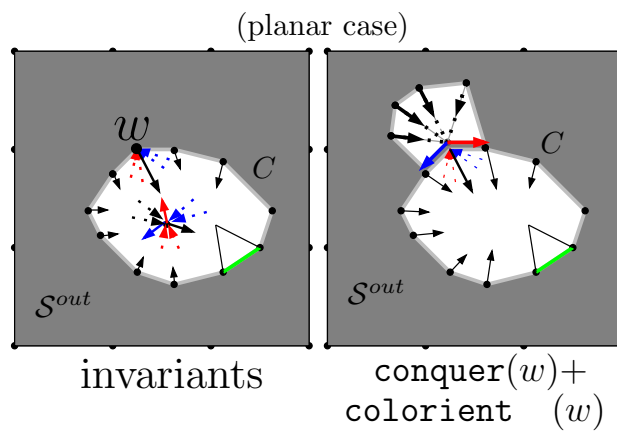 (planar case)
w
C
S^out
invariants
C
S^out
conquer(w)+
colorient (w)